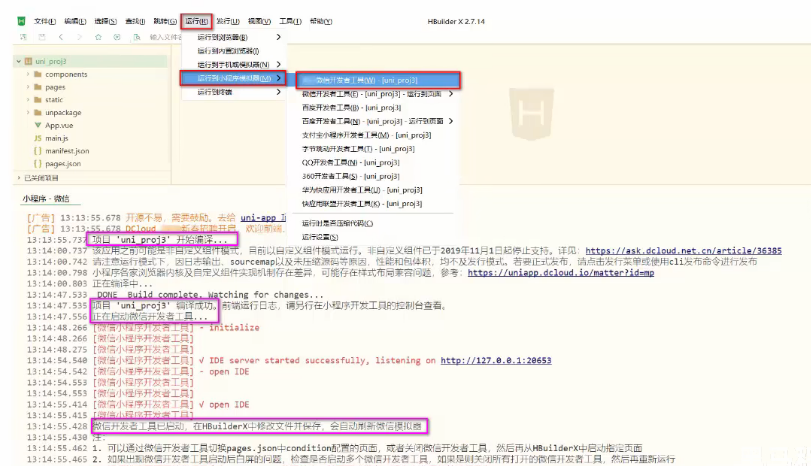 文件(F) 编辑(E) 选择(S) 查找(I) 跳转(G) 运行(R) 发行(U) 视图(V) 工具(T) 帮助(Y) HBuilder X 2.7.14
输入文件
运行到浏览器(B)
运行到内置浏览器(I)
运行到手机或模拟器(N)
运行到小程序模拟器(M)
运行到终端
微信开发者工具(W) - [uni_proj3]
微信开发者工具(E) - [uni_proj3] - 运行到页面
百度开发者工具(J) - [uni_proj3]
百度开发者工具(N) - [uni_proj3] - 运行到页面
支付宝小程序开发者工具(M) - [uni_proj3]
字节跳动开发者工具(T) - [uni_proj3]
QQ开发者工具(N) - [uni_proj3]
360开发者工具(S) - [uni_proj3]
华为快应用开发者工具(U) - [uni_proj3]
快应用联盟开发者工具(K) - [uni_proj3]
运行时是否压缩代码(C)
运行设置(S)
uni_proj3
components
pages
static
unpackage
App.vue
main.js
manifest.json
pages.json
已关闭项目
小程序 - 微信
[广告] 13:13:55.678 开源不易，需要鼓励。去给 uni-app
[广告] 13:13:55.678 DCloud 欢迎前端、
13:13:55.737 项目 'uni_proj3' 开始编译...
13:14:00.737 该应用之前可能是非自定义组件模式，目前以自定义组件模式运行。非自定义组件已于2019年11月1日起停止支持。详见：https://ask.dcloud.net.cn/article/36385
13:14:00.742 请注意运行模式下，因日志输出、sourcemap以及未压缩源码等原因，性能和包体积，均不及发行模式。若要正式发布，请点击发行菜单或使用cli发布命令进行发布
13:14:00.798 小程序各家浏览器内核及自定义组件实现机制存在差异，可能存在样式布局兼容问题，参考：https://uniapp.dcloud.io/matter?id=mp
13:14:00.803 正在编译中...
13:14:47.533 DONE Build complete. Watching for changes...
13:14:47.535 项目 'uni_proj3' 编译成功。前端运行日志，请另行在小程序开发工具的控制台查看。
13:14:47.556 正在启动微信开发者工具...
13:14:48.266 [微信小程序开发者工具] - initialize
13:14:48.266 [微信小程序开发者工具]
13:14:48.275 [微信小程序开发者工具]
13:14:54.540 [微信小程序开发者工具] √ IDE server started successfully, listening on http://127.0.0.1:20653
13:14:54.542 [微信小程序开发者工具] - open IDE
13:14:54.553 [微信小程序开发者工具]
13:14:54.553 [微信小程序开发者工具]
13:14:55.414 [微信小程序开发者工具] √ open IDE
13:14:55.414 [微信小程序开发者工具]
13:14:55.428 微信开发者工具已启动，在HBuilderX中修改文件并保存，会自动刷新微信模拟器
13:14:55.430 注：
13:14:55.462 1. 可以通过微信开发者工具切换pages.json中condition配置的页面，或者关闭微信开发者工具，然后再从HBuilderX中启动指定页面
13:14:55.465 2. 如果出现微信开发者工具启动后白屏的问题，检查是否启动多个微信开发者工具，如果是则关闭所有打开的微信开发者工具，然后再重新运行